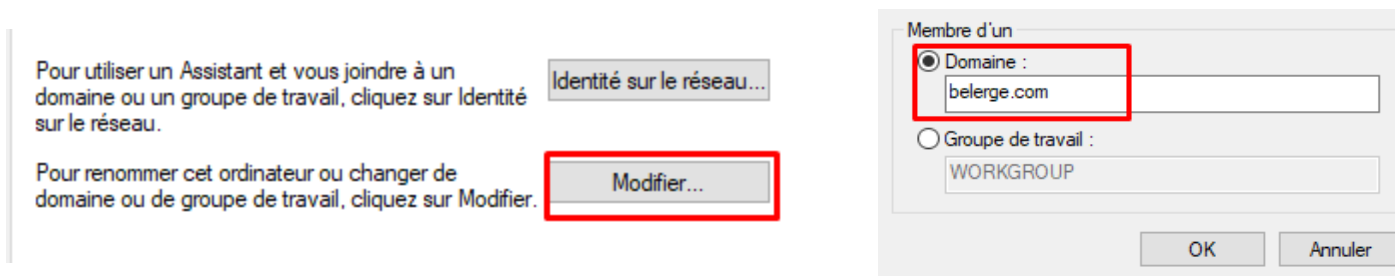 Pour utiliser un Assistant et vous joindre à un
domaine ou un groupe de travail, cliquez sur Identité
sur le réseau.
Identité sur le réseau...
Pour renommer cet ordinateur ou changer de
domaine ou de groupe de travail, cliquez sur Modifier.
Modifier...
Membre d'un
Domaine :
belerge.com
Groupe de travail :
WORKGROUP
OK
Annuler